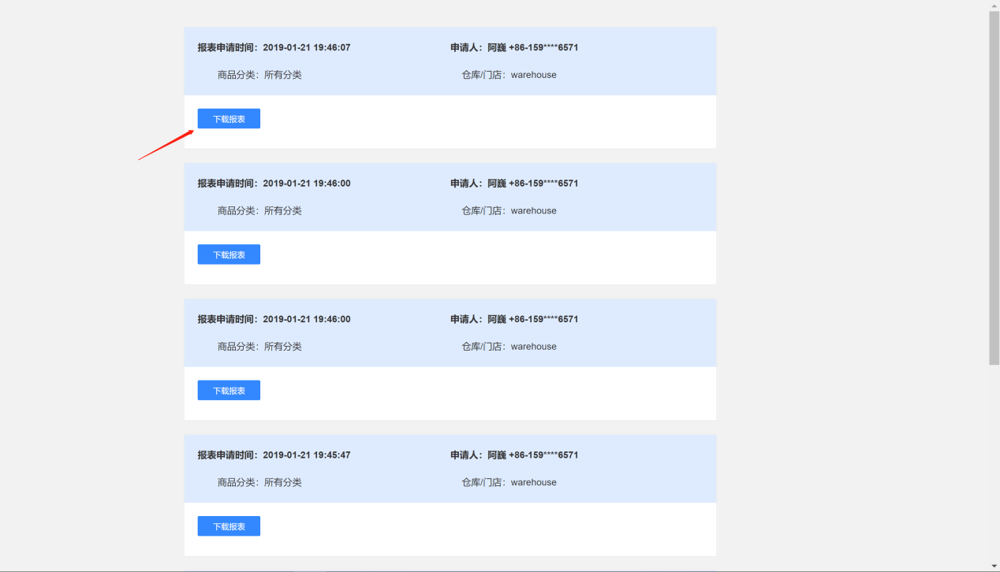 报表申请时间：2019-01-21 19:46:07 申请人：阿巍 +86-159****6571
商品分类：所有分类 仓库/门店：warehouse
下载报表
报表申请时间：2019-01-21 19:46:00 申请人：阿巍 +86-159****6571
商品分类：所有分类 仓库/门店：warehouse
下载报表
报表申请时间：2019-01-21 19:46:00 申请人：阿巍 +86-159****6571
商品分类：所有分类 仓库/门店：warehouse
下载报表
报表申请时间：2019-01-21 19:45:47 申请人：阿巍 +86-159****6571
商品分类：所有分类 仓库/门店：warehouse
下载报表